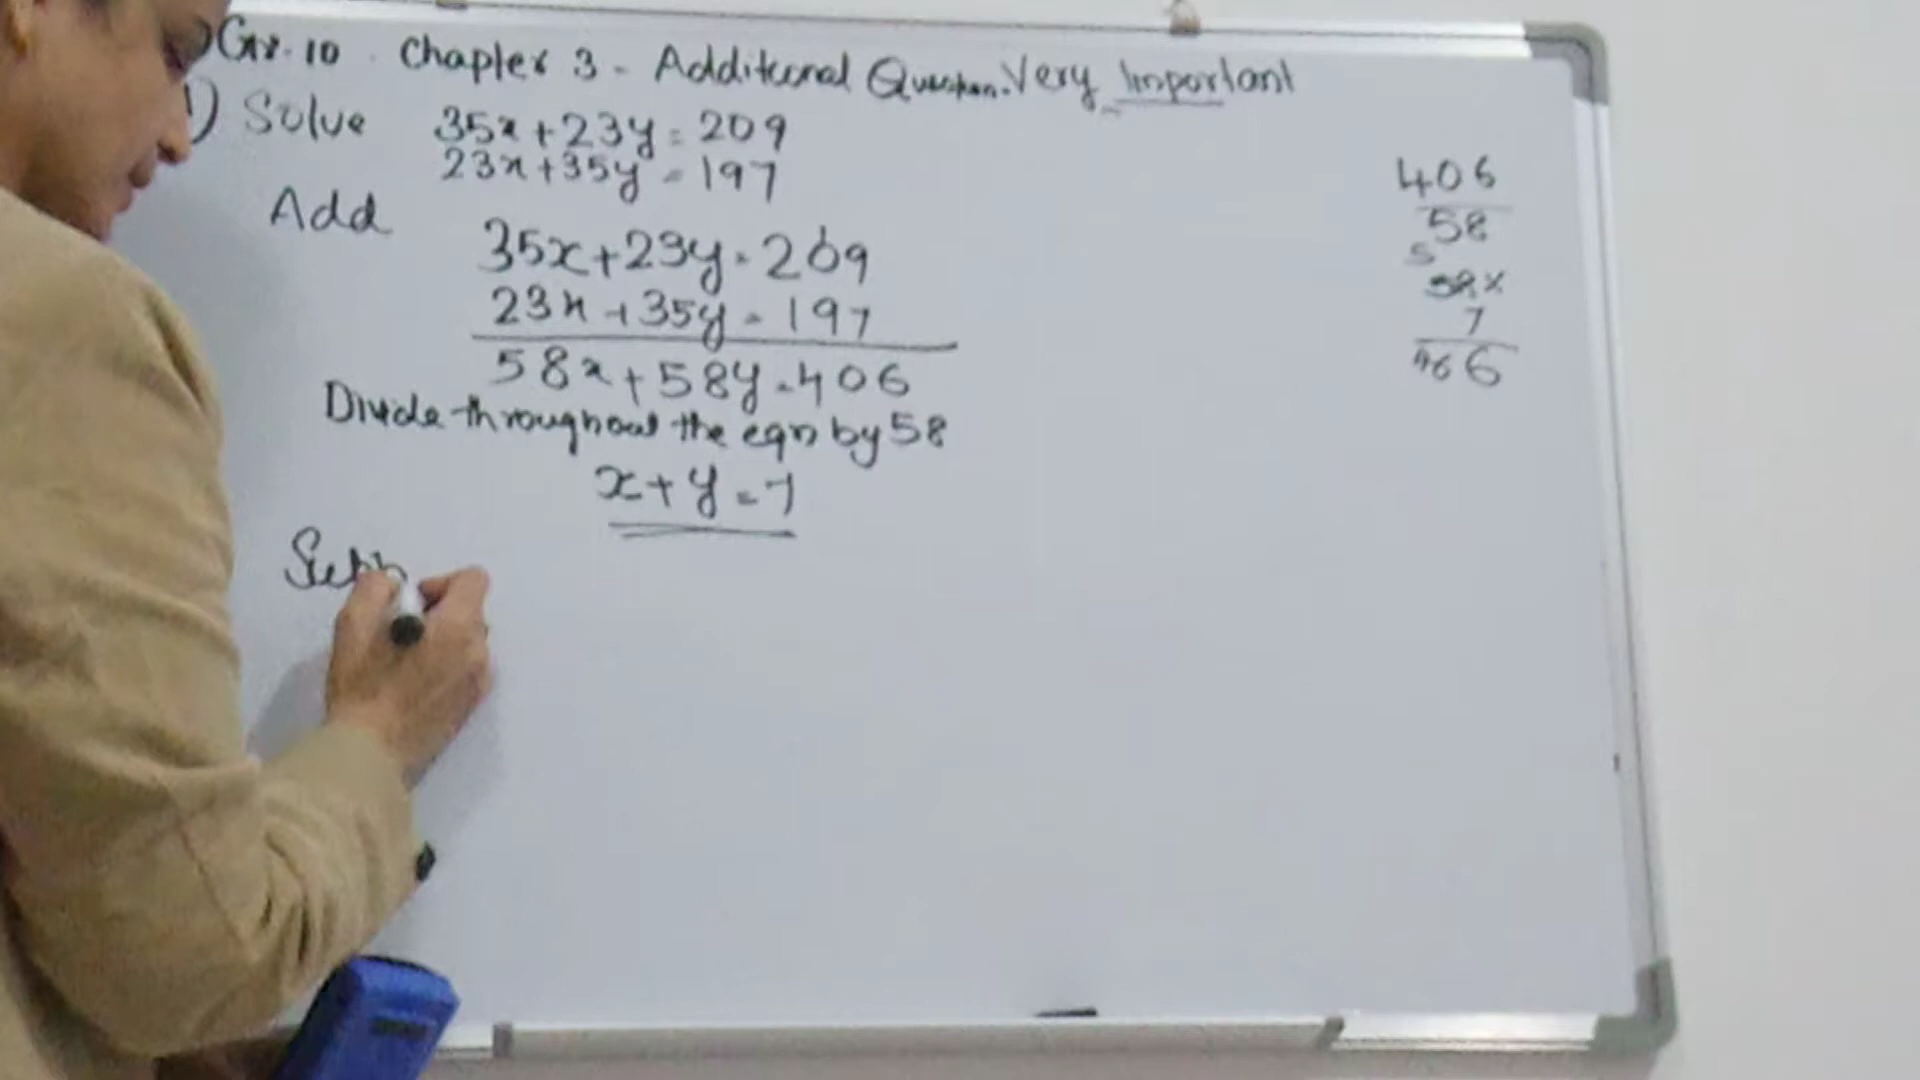 Gr.10 Chapter 3 - Additional Question. Very Important
1) Solve 35x + 23y = 209
23x + 35y = 197
Add
35x + 23y = 209
23x + 35y = 197
58x + 58y = 406
Divide throughout the eqn by 58
x + y = 7
406
58
5
58 x
7
406